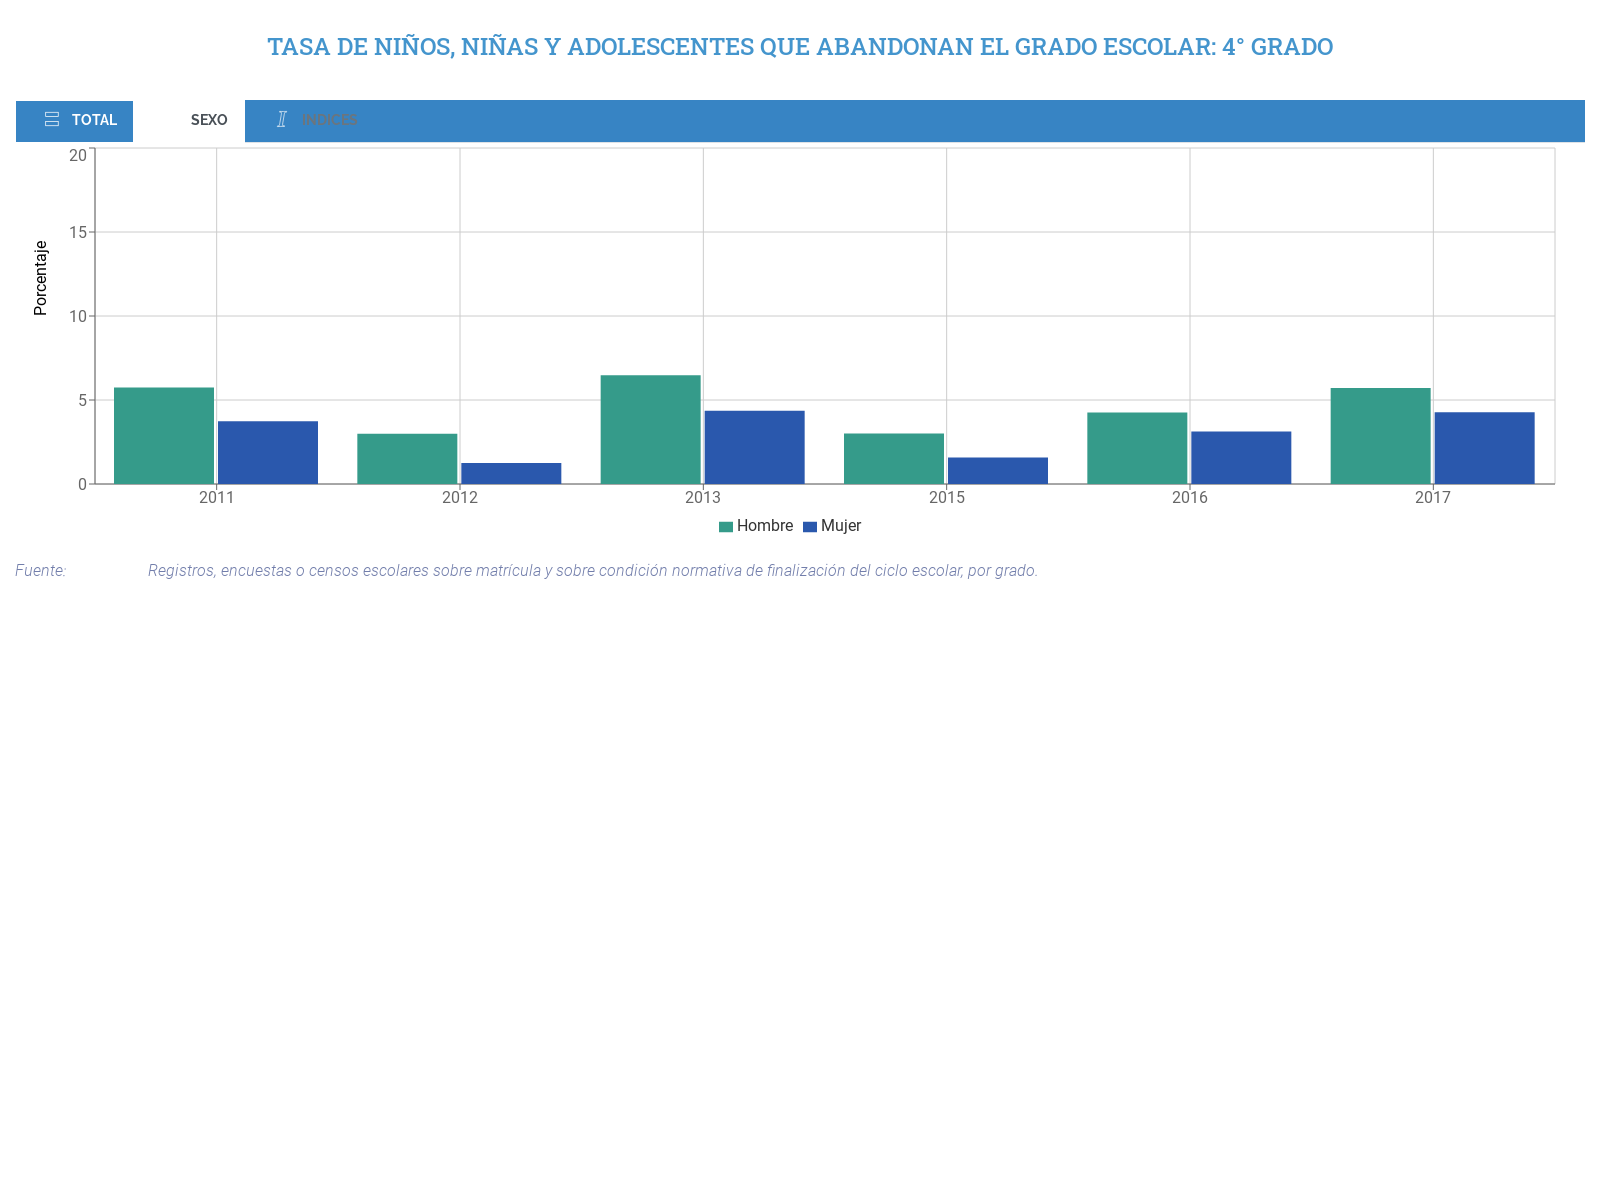 TASA DE NIÑOS, NIÑAS Y ADOLESCENTES QUE ABANDONAN EL GRADO ESCOLAR: 4° GRADO
TOTAL SEXO INDICES
20
15
10
5
0
Porcentaje
2011 2012 2013 2015 2016 2017
Hombre Mujer
Fuente: Registros, encuestas o censos escolares sobre matrícula y sobre condición normativa de finalización del ciclo escolar, por grado.